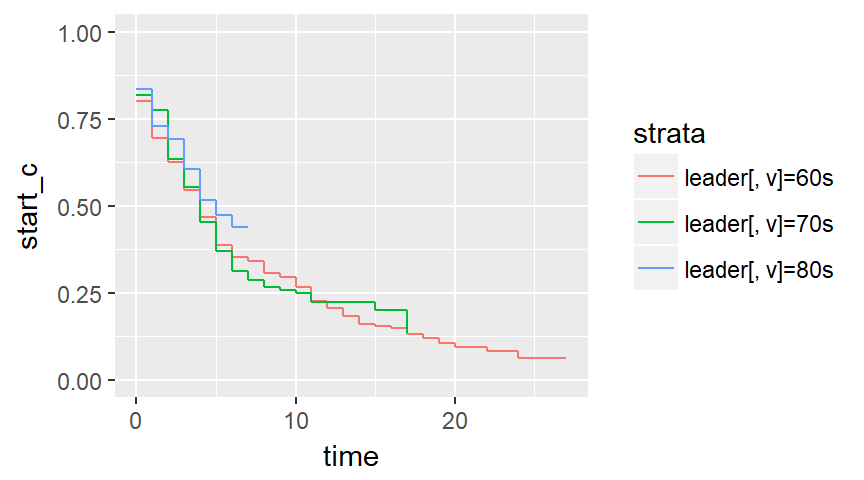 1.00
0.75
0.50
0.25
0.00
start_c
0 10 20
time
strata
leader[, v]=60s
leader[, v]=70s
leader[, v]=80s